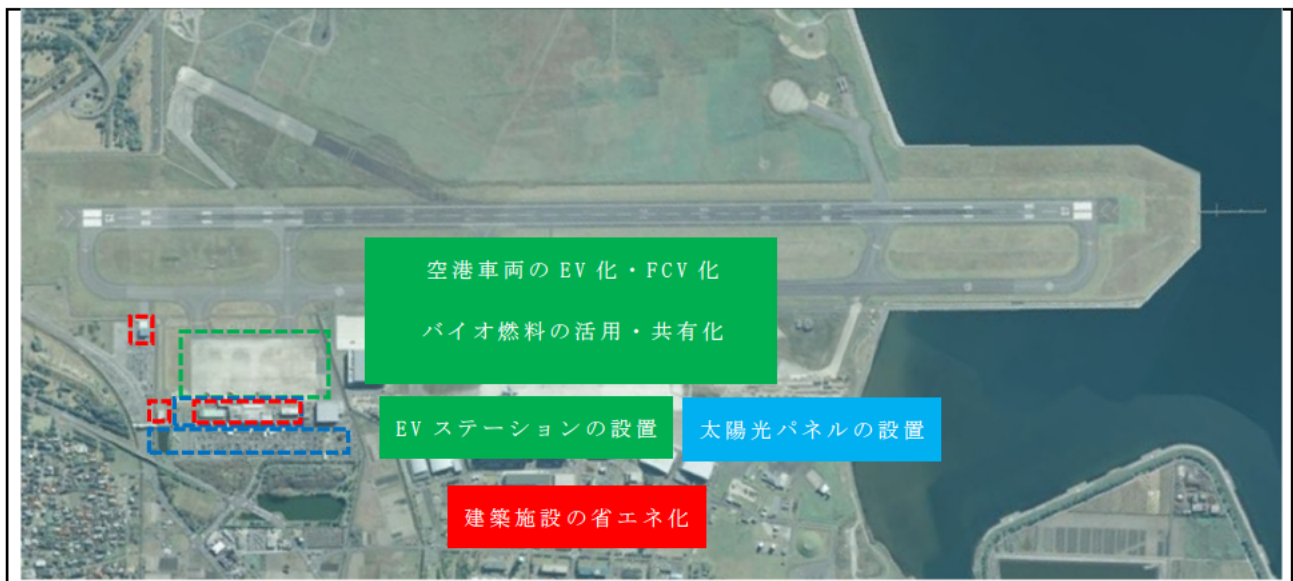 空港車両のEV化・FCV化
バイオ燃料の活用・共有化
EVステーションの設置
太陽光パネルの設置
建築施設の省エネ化